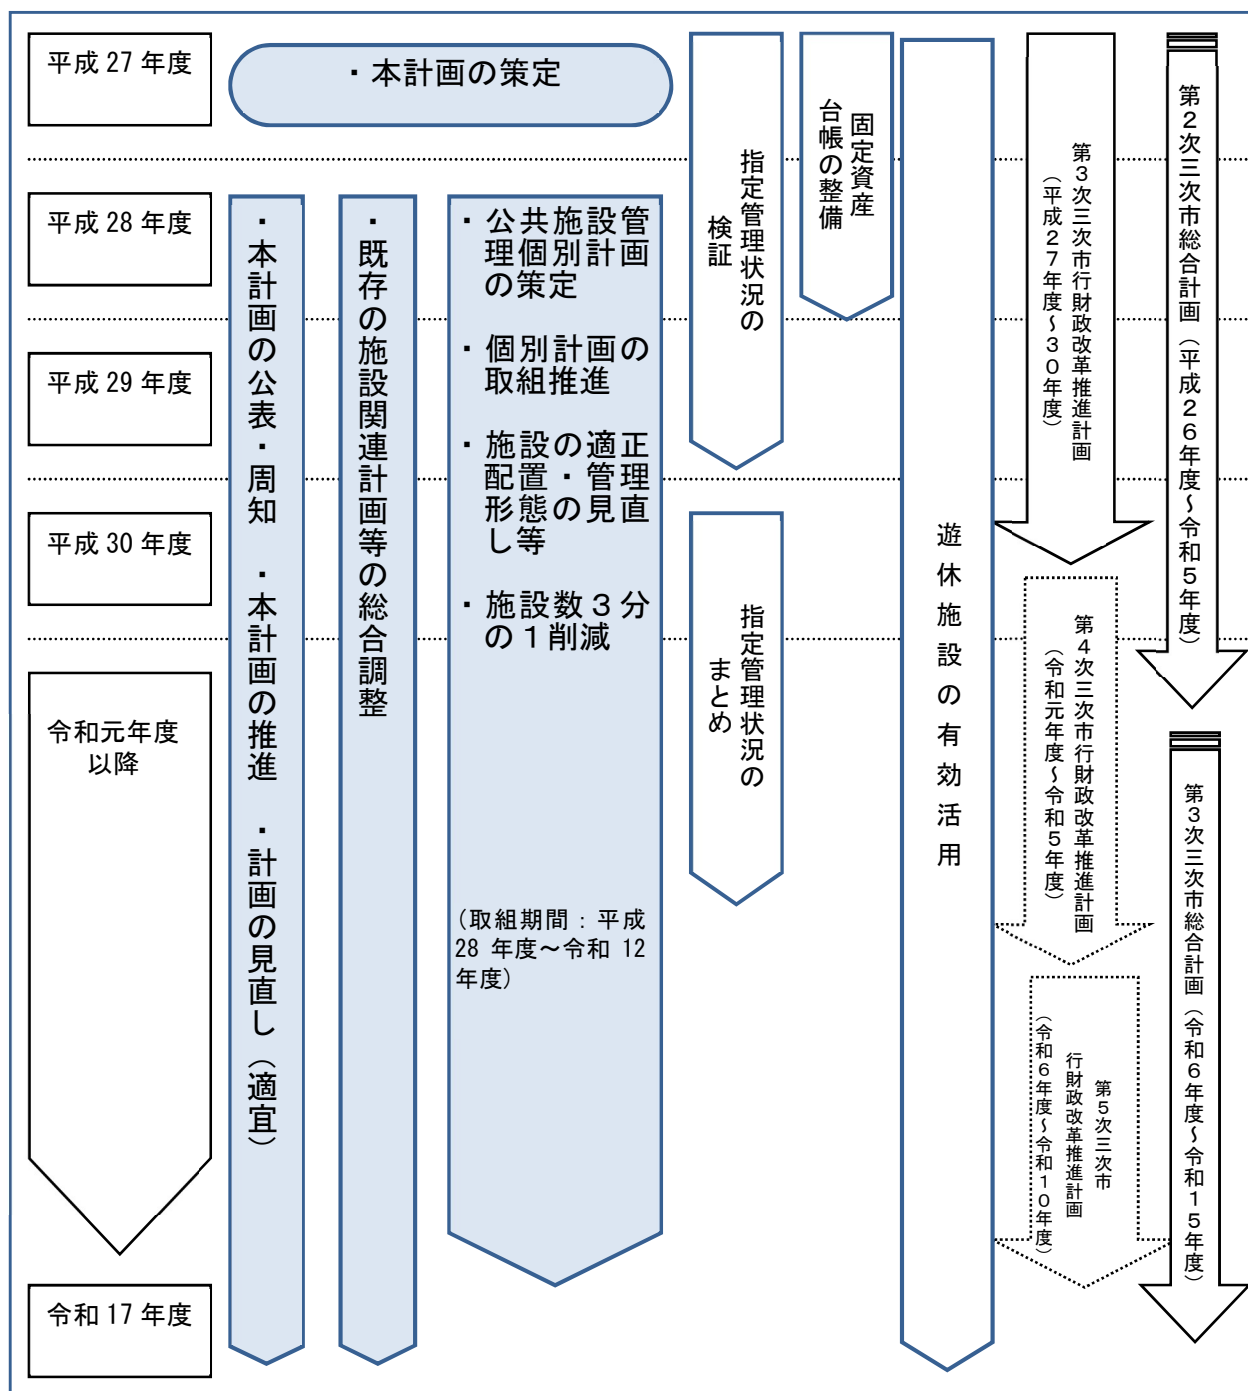 平成 27 年度
・本計画の策定
平成 28 年度
平成 29 年度
平成 30 年度
令和元年度
以降
令和 17 年度
・本計画の公表・周知　・本計画の推進　・計画の見直し（適宜）
・既存の施設関連計画等の総合調整
・公共施設管
理個別計画
の策定
・個別計画の
取組推進
・施設の適正
配置・管理
形態の見直
し等
・施設数３分
の１削減
（取組期間：平成
28 年度～令和 12
年度）
指定管理状況の
検証
指定管理状況の
まとめ
固定資産
台帳の整備
遊休施設の有効活用
第３次三次市行財政改革推進計画
（平成２７年度～３０年度）
第４次三次市行財政改革推進計画
（令和元年度～令和５年度）
第５次三次市
行財政改革推進計画
（令和６年度～令和１０年度）
第２次三次市総合計画（平成２６年度～令和５年度）
第３次三次市総合計画（令和６年度～令和１５年度）